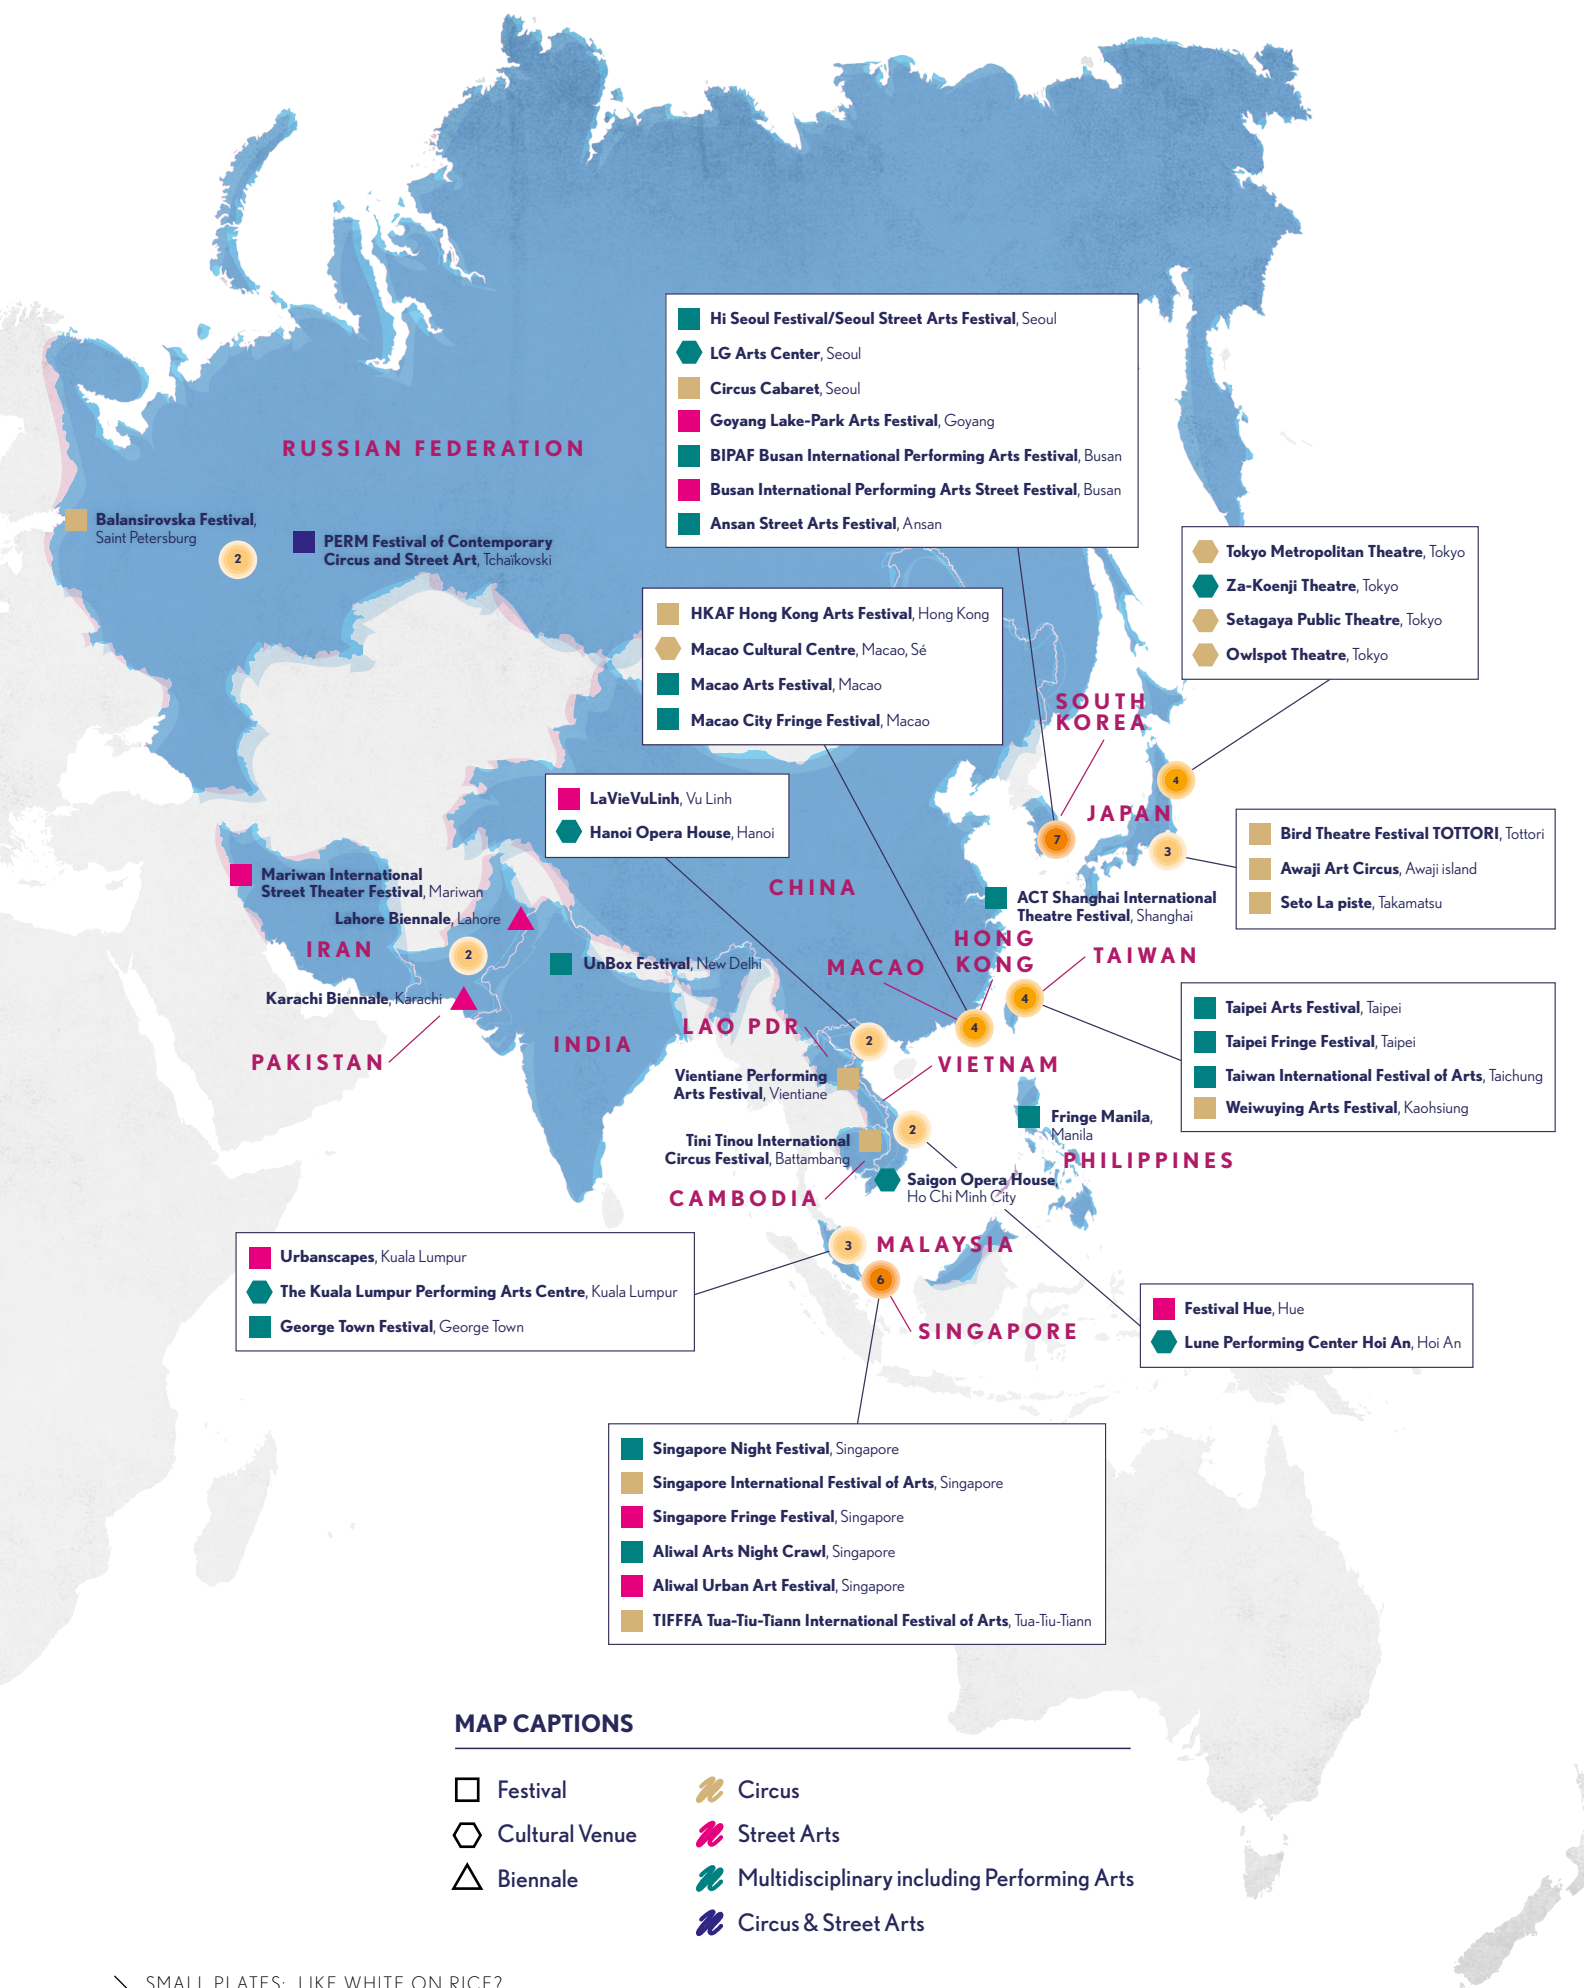 Hi Seoul Festival/Seoul Street Arts Festival, Seoul
LG Arts Center, Seoul
Circus Cabaret, Seoul
Goyang Lake-Park Arts Festival, Goyang
BIPAF Busan International Performing Arts Festival, Busan
Busan International Performing Arts Street Festival, Busan
Ansan Street Arts Festival, Ansan
RUSSIAN FEDERATION
Balansirovska Festival,
Saint Petersburg
2
PERM Festival of Contemporary
Circus and Street Art, Tchaïkovski
Tokyo Metropolitan Theatre, Tokyo
Za-Koenji Theatre, Tokyo
Setagaya Public Theatre, Tokyo
Owlspot Theatre, Tokyo
HKAF Hong Kong Arts Festival, Hong Kong
Macao Cultural Centre, Macao, Sé
Macao Arts Festival, Macao
Macao City Fringe Festival, Macao
SOUTH
KOREA
4
JAPAN
7
3
LaVieVuLinh, Vu Linh
Hanoi Opera House, Hanoi
Bird Theatre Festival TOTTORI, Tottori
Awaji Art Circus, Awaji island
Seto La piste, Takamatsu
Mariwan International
Street Theater Festival, Mariwan
CHINA
ACT Shanghai International
Theatre Festival, Shanghai
Lahore Biennale, Lahore
IRAN
2
UnBox Festival, New Delhi
HONG
KONG
MACAO
TAIWAN
Karachi Biennale, Karachi
4
4
LAO PDR
2
INDIA
PAKISTAN
VIETNAM
Taipei Arts Festival, Taipei
Taipei Fringe Festival, Taipei
Taiwan International Festival of Arts, Taichung
Weiwuying Arts Festival, Kaohsiung
Vientiane Performing
Arts Festival, Vientiane
Fringe Manila,
Manila
2
Tini Tinou International
Circus Festival, Battambang
PHILIPPINES
Saigon Opera House,
Ho Chi Minh City
CAMBODIA
Urbanscapes, Kuala Lumpur
The Kuala Lumpur Performing Arts Centre, Kuala Lumpur
George Town Festival, George Town
3
MALAYSIA
6
SINGAPORE
Festival Hue, Hue
Lune Performing Center Hoi An, Hoi An
Singapore Night Festival, Singapore
Singapore International Festival of Arts, Singapore
Singapore Fringe Festival, Singapore
Aliwal Arts Night Crawl, Singapore
Aliwal Urban Art Festival, Singapore
TIFFFA Tua-Tiu-Tiann International Festival of Arts, Tua-Tiu-Tiann
MAP CAPTIONS
Festival
Cultural Venue
Biennale
Circus
Street Arts
Multidisciplinary including Performing Arts
Circus & Street Arts
SMALL PLATES: LIKE WHITE ON RICE?